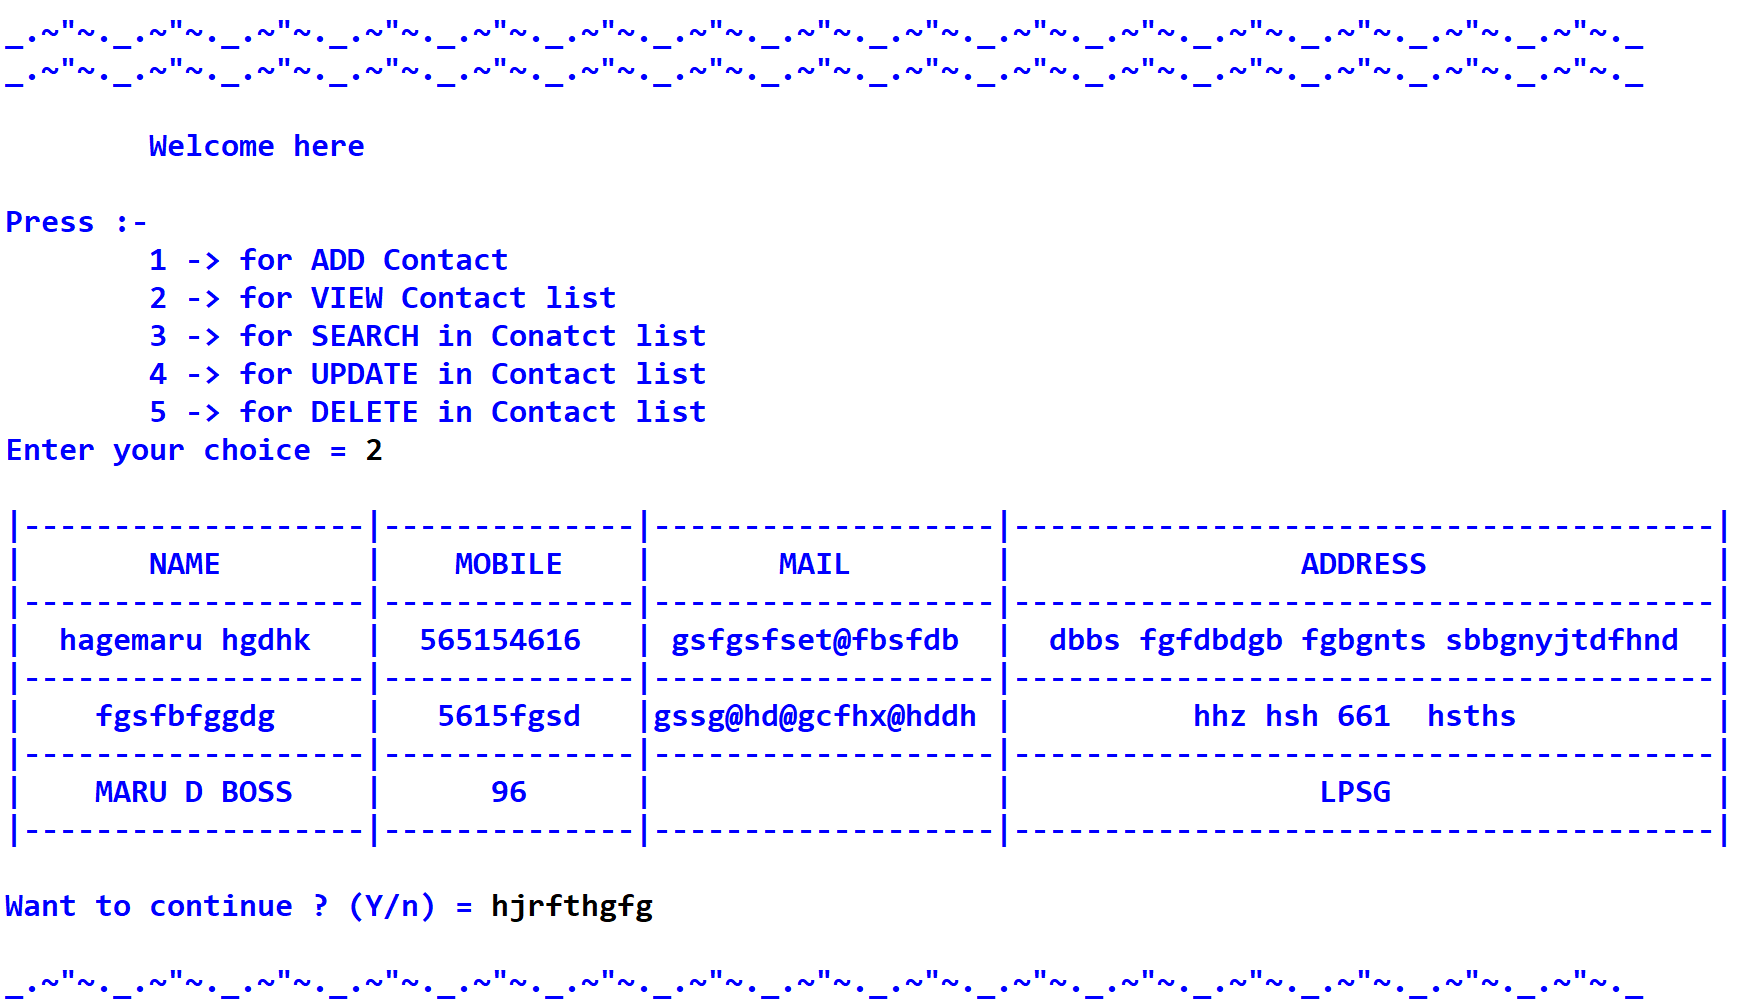 _.~"~._.~"~._.~"~._.~"~._.~"~._.~"~._.~"~._.~"~._.~"~._.~"~._.~"~._.~"~._.~"~._.~"~._.~"~._
_.~"~._.~"~._.~"~._.~"~._.~"~._.~"~._.~"~._.~"~._.~"~._.~"~._.~"~._.~"~._.~"~._.~"~._.~"~._
        Welcome here
Press :-
        1 -> for ADD Contact
        2 -> for VIEW Contact list
        3 -> for SEARCH in Conatct list
        4 -> for UPDATE in Contact list
        5 -> for DELETE in Contact list
Enter your choice = 2
|-------------------|--------------|-------------------|---------------------------------------|
|       NAME        |    MOBILE    |       MAIL        |                ADDRESS                |
|-------------------|--------------|-------------------|---------------------------------------|
|  hagemaru hgdhk   |  565154616   | gsfgsfset@fbsfdb  |  dbbs fgfdbdgb fgbgnts sbbgnyjtdfhnd  |
|-------------------|--------------|-------------------|---------------------------------------|
|    fgsfbfggdg     |   5615fgsd   |gssg@hd@gcfhx@hddh |          hhz hsh 661  hsths           |
|-------------------|--------------|-------------------|---------------------------------------|
|    MARU D BOSS    |      96      |                   |                 LPSG                  |
|-------------------|--------------|-------------------|---------------------------------------|
Want to continue ? (Y/n) = hjrfthgfg
_.~"~._.~"~._.~"~._.~"~._.~"~._.~"~._.~"~._.~"~._.~"~._.~"~._.~"~._.~"~._.~"~._.~"~._.~"~._